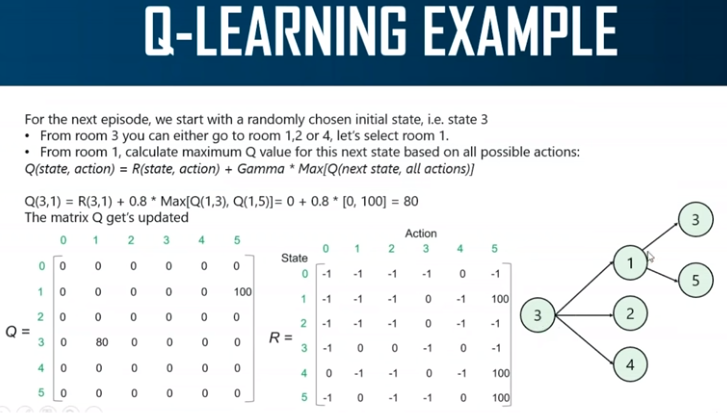 Q-LEARNING EXAMPLE
For the next episode, we start with a randomly chosen initial state, i.e. state 3
• From room 3 you can either go to room 1,2 or 4, let's select room 1.
• From room 1, calculate maximum Q value for this next state based on all possible actions:
Q(state, action) = R(state, action) + Gamma * Max[Q(next state, all actions)]
Q(3,1) = R(3,1) + 0.8 * Max[Q(1,3), Q(1,5)]= 0 + 0.8 * [0, 100] = 80
The matrix Q get's updated
0 1 2 3 4 5
0 0 0 0 0 0 0
1 0 0 0 0 0 100
2 0 0 0 0 0 0
Q =
3 0 80 0 0 0 0
4 0 0 0 0 0 0
5 0 0 0 0 0 0
Action
State
0 1 2 3 4 5
0 -1 -1 -1 -1 0 -1
1 -1 -1 -1 0 -1 100
2 -1 -1 -1 0 -1 -1
R =
3 -1 0 0 -1 0 -1
4 0 -1 -1 0 -1 100
5 -1 0 -1 -1 0 100
3
1
5
3
2
4